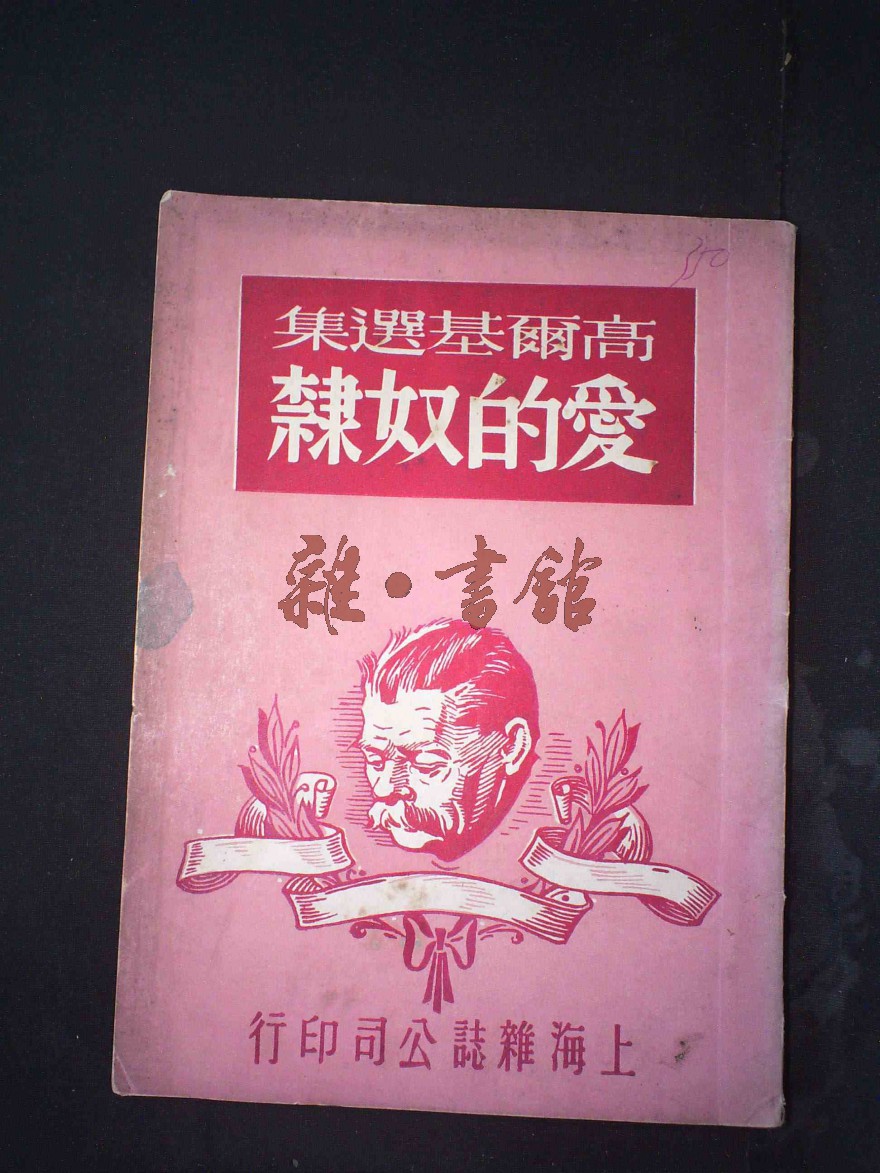 高爾基選集
愛的奴隸
雜·書館
上海雜誌公司印行